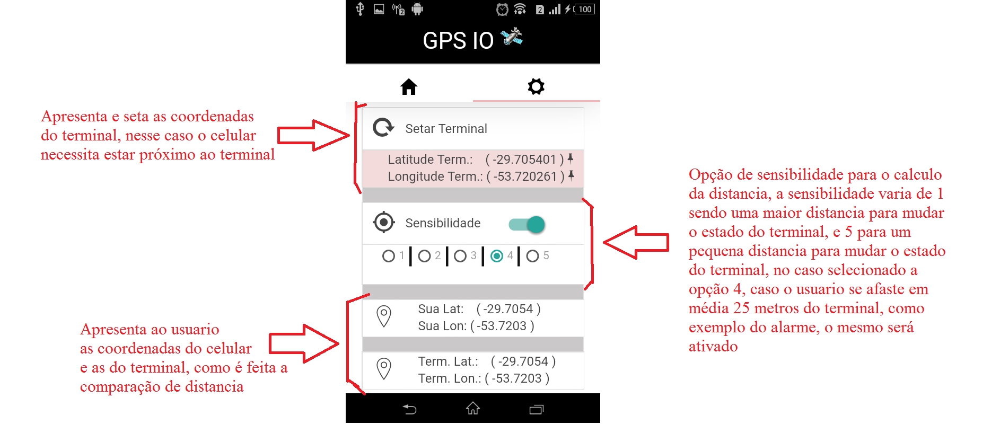 2
2
100
GPS IO
Apresenta e seta as coordenadas
do terminal, nesse caso o celular
necessita estar próximo ao terminal
Setar Terminal
Latitude Term.: ( -29.705401 )
Longitude Term.: ( -53.720261 )
Sensibilidade
1 2 3 4 5
Opção de sensibilidade para o calculo
da distancia, a sensibilidade varia de 1
sendo uma maior distancia para mudar
o estado do terminal, e 5 para um
pequena distancia para mudar o estado
do terminal, no caso selecionado a
opção 4, caso o usuario se afaste em
média 25 metros do terminal, como
exemplo do alarme, o mesmo será
ativado
Sua Lat: ( -29.7054 )
Sua Lon: ( -53.7203 )
Apresenta ao usuario
as coordenadas do celular
e as do terminal, como é feita a
comparação de distancia
Term. Lat.: ( -29.7054 )
Term. Lon.: ( -53.7203 )